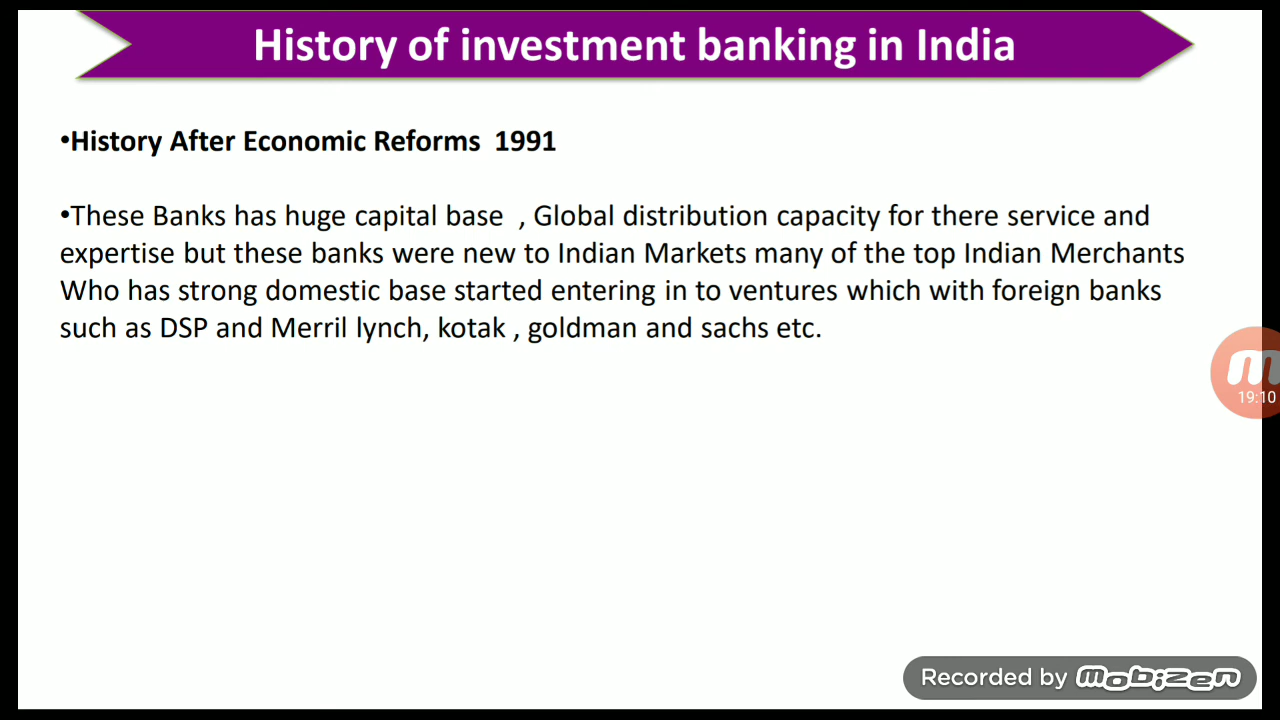 History of investment banking in India
•History After Economic Reforms 1991
•These Banks has huge capital base , Global distribution capacity for there service and
expertise but these banks were new to Indian Markets many of the top Indian Merchants
Who has strong domestic base started entering in to ventures which with foreign banks
such as DSP and Merril lynch, kotak , goldman and sachs etc.
19:10
Recorded by mobizen